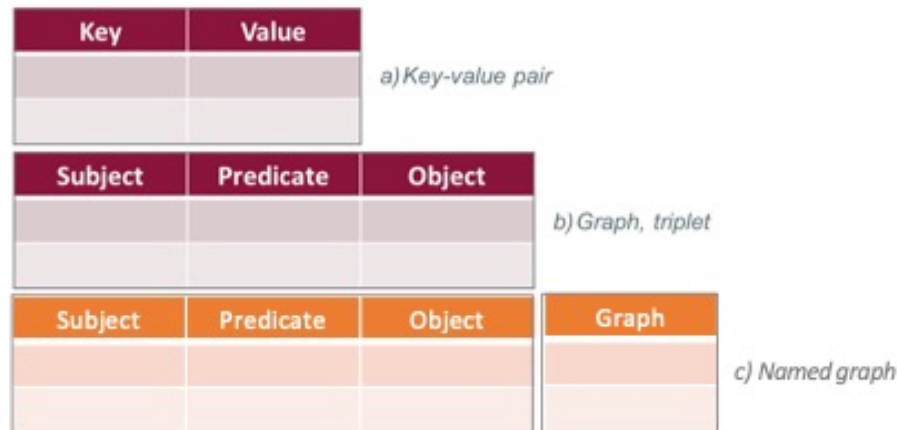 Key Value
a) Key-value pair
Subject Predicate Object
b) Graph, triplet
Subject Predicate Object Graph
c) Named graph